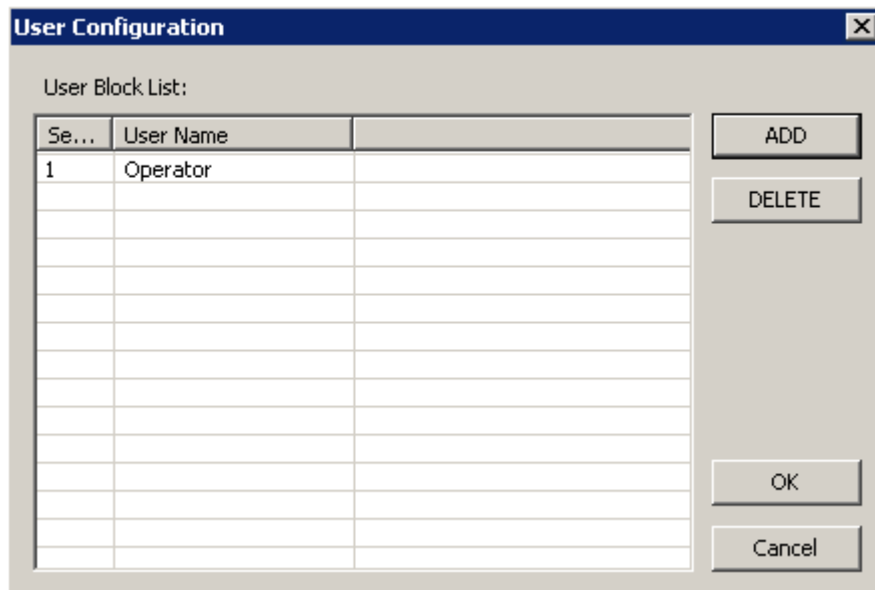 User Configuration
User Block List:
Se... User Name
1 Operator
ADD
DELETE
OK
Cancel